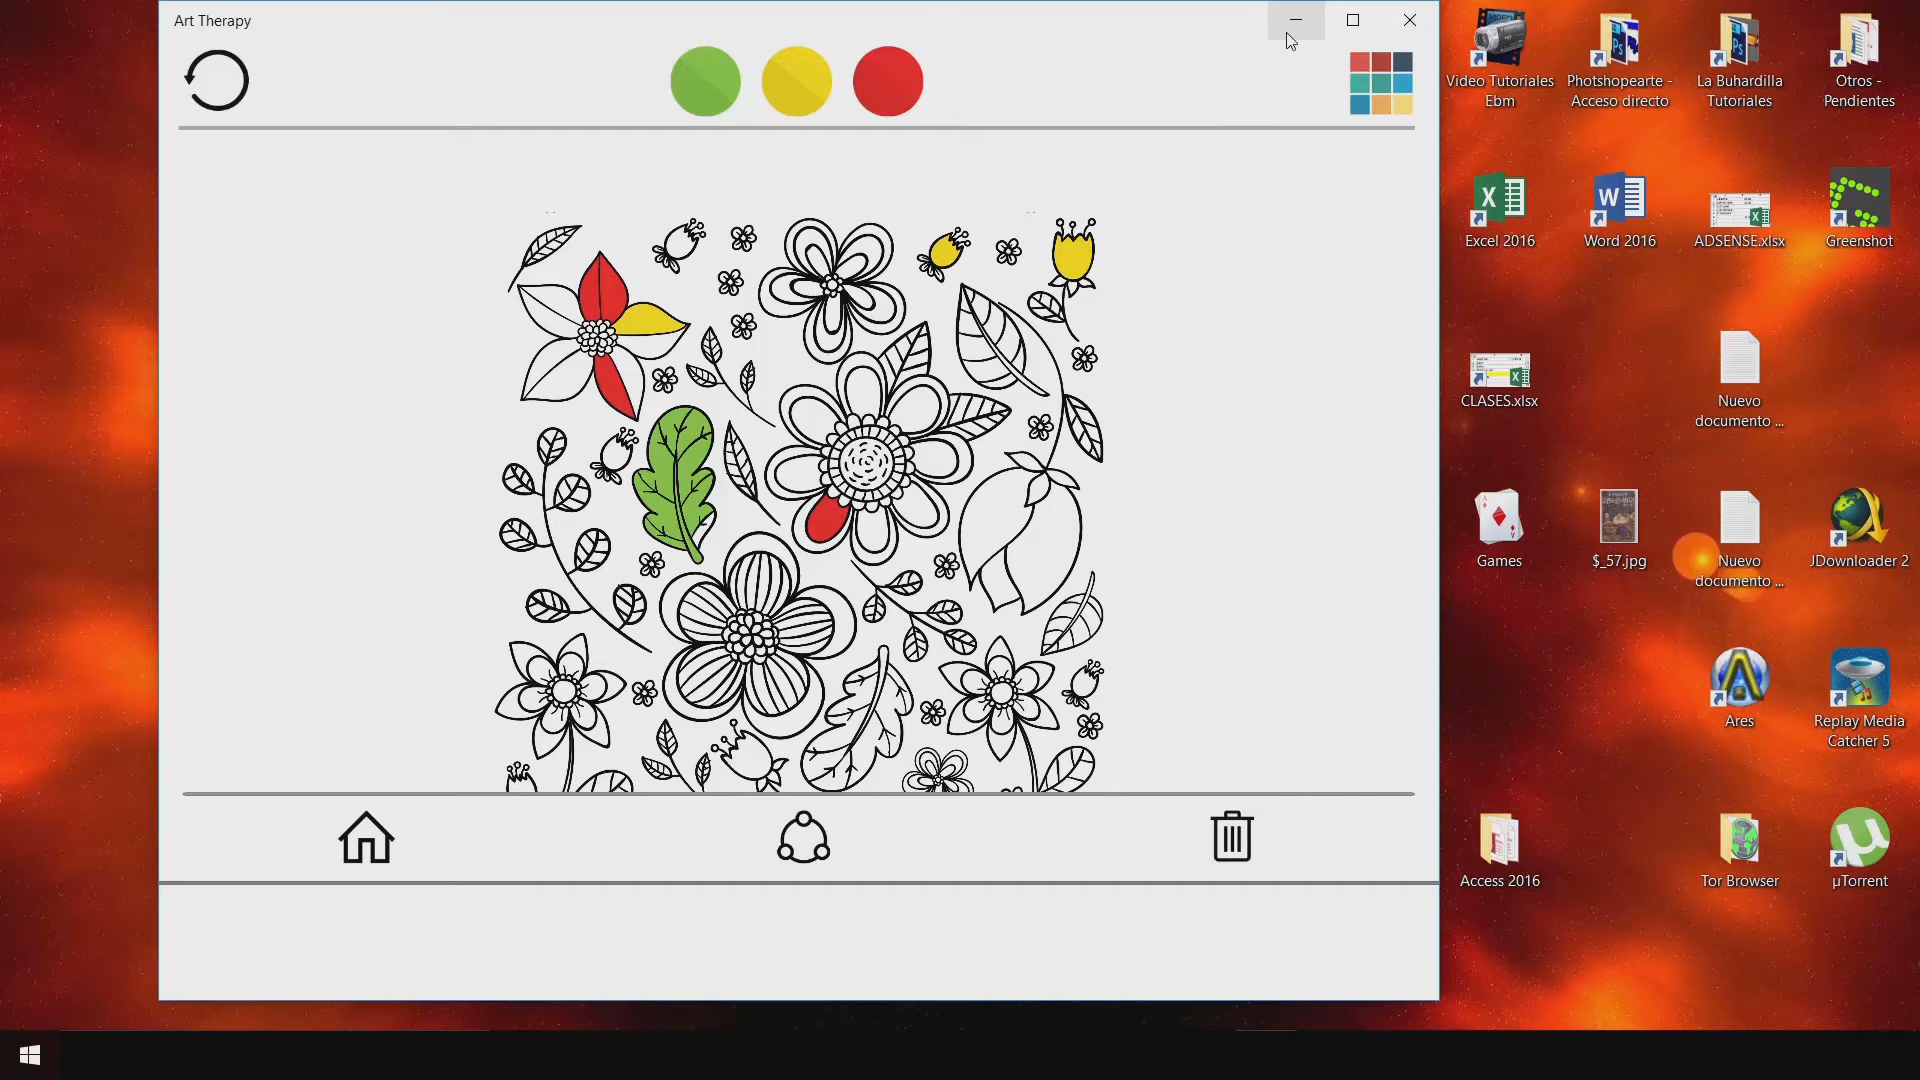 Art Therapy
Video Tutoriales
Ebm
Photshopearte -
Acceso directo
La Buhardilla
Tutoriales
Otros -
Pendientes
Excel 2016
Word 2016
ADSENSE.xlsx
Greenshot
CLASES.xlsx
Nuevo
documento ...
Games
$_57.jpg
Nuevo
documento ...
JDownloader 2
Ares
Replay Media
Catcher 5
Access 2016
Tor Browser
µTorrent